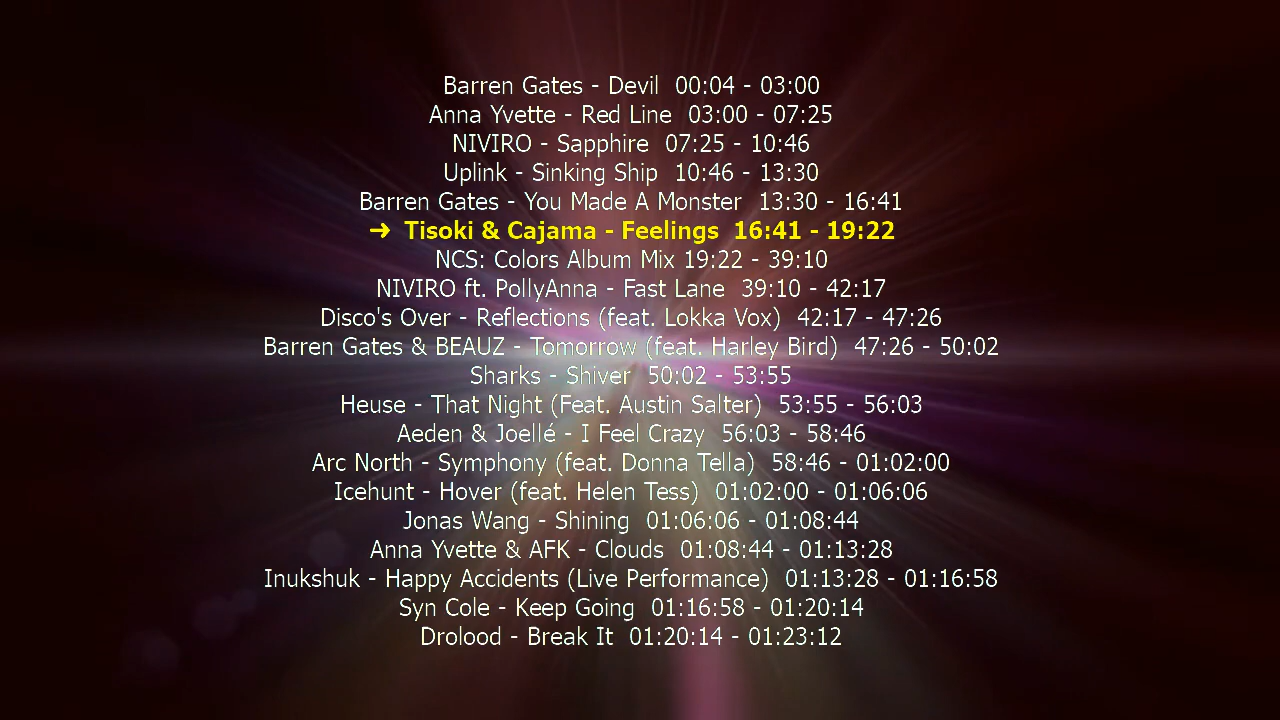 Barren Gates - Devil  00:04 - 03:00
Anna Yvette - Red Line  03:00 - 07:25
NIVIRO - Sapphire  07:25 - 10:46
Uplink - Sinking Ship  10:46 - 13:30
Barren Gates - You Made A Monster  13:30 - 16:41
➜ Tisoki & Cajama - Feelings  16:41 - 19:22
NCS: Colors Album Mix 19:22 - 39:10
NIVIRO ft. PollyAnna - Fast Lane  39:10 - 42:17
Disco's Over - Reflections (feat. Lokka Vox)  42:17 - 47:26
Barren Gates & BEAUZ - Tomorrow (feat. Harley Bird)  47:26 - 50:02
Sharks - Shiver  50:02 - 53:55
Heuse - That Night (Feat. Austin Salter)  53:55 - 56:03
Aeden & Joellé - I Feel Crazy  56:03 - 58:46
Arc North - Symphony (feat. Donna Tella)  58:46 - 01:02:00
Icehunt - Hover (feat. Helen Tess)  01:02:00 - 01:06:06
Jonas Wang - Shining  01:06:06 - 01:08:44
Anna Yvette & AFK - Clouds  01:08:44 - 01:13:28
Inukshuk - Happy Accidents (Live Performance)  01:13:28 - 01:16:58
Syn Cole - Keep Going  01:16:58 - 01:20:14
Drolood - Break It  01:20:14 - 01:23:12